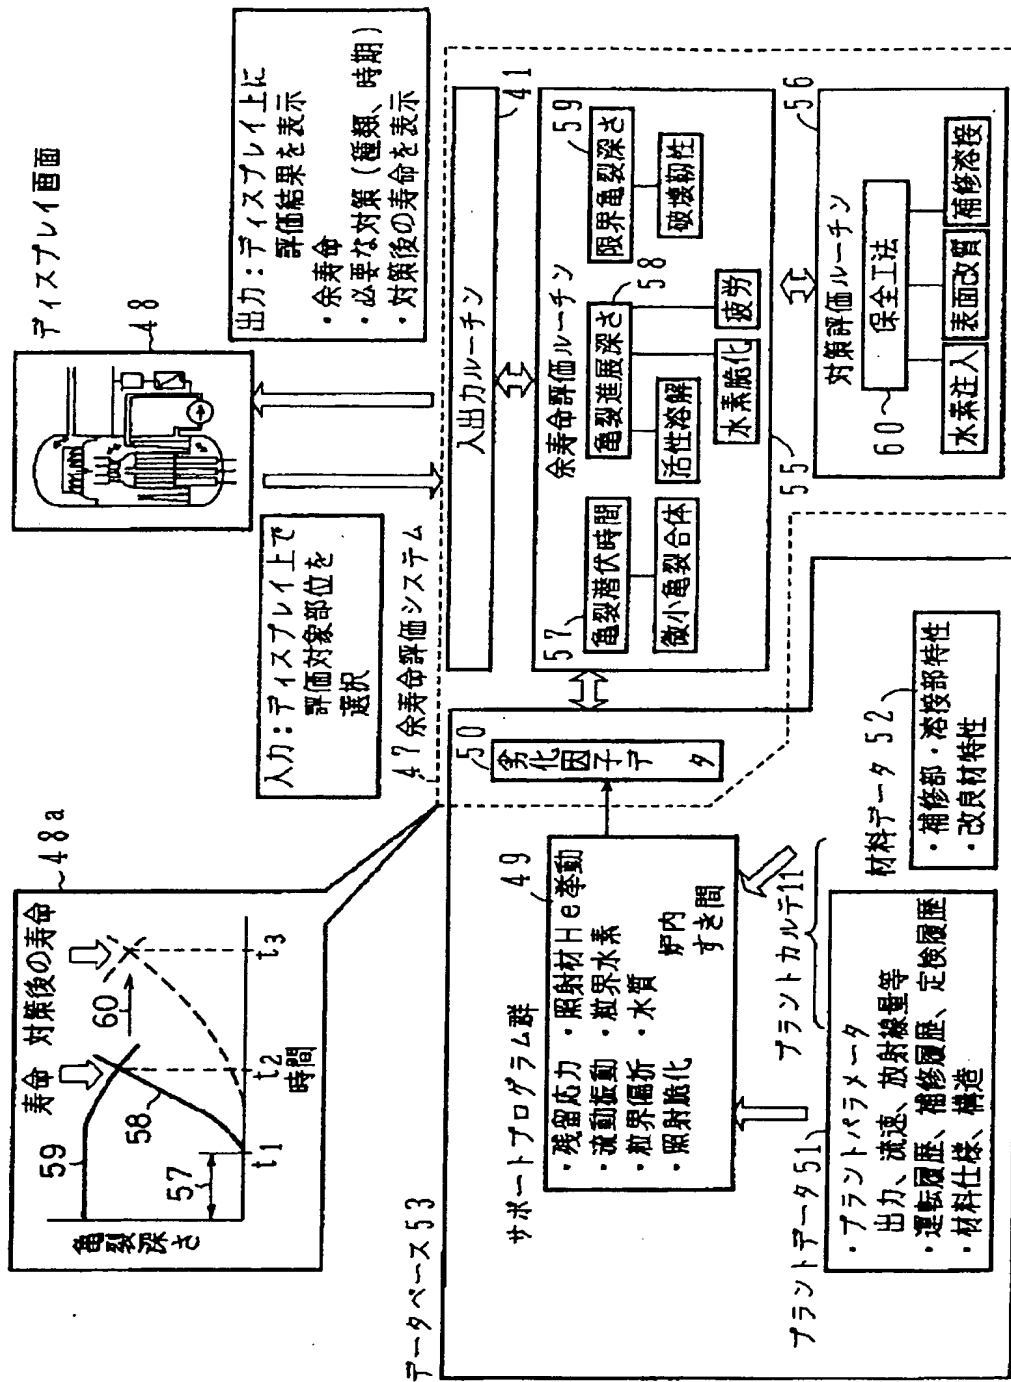 ディスプレイ画面
48
出力:ディスプレイ上に
評価結果を表示
・余寿命
・必要な対策(種類、時期)
・対策後の寿命を表示
入力:ディスプレイ上で
評価対象部位を
選択
48a
寿命
対策後の寿命
59
58
60
57
t1
t2
t3
時間
亀裂深さ
47余寿命評価システム
入出力ルーチン
41
余寿命評価ルーチン
57
亀裂潜伏時間
微小亀裂合体
亀裂進展深さ
58
活性溶解
水素脆化
疲労
限界亀裂深さ
59
破壊靭性
55
対策評価ルーチン
56
60
保全工法
水素注入
表面改質
補修溶接
データベース53
50
劣化因子データ
サポートプログラム群
49
・残留応力
・照射材He挙動
・流動振動
・粒界水素
・粒界偏析
・水質
・照射脆化
炉内
すき間
プラントカルテ11
プラントデータ51
・プラントパラメータ
出力、流速、放射線量等
・運転履歴、補修履歴、定検履歴
・材料仕様、構造
材料データ52
・補修部・溶接部特性
・改良材特性